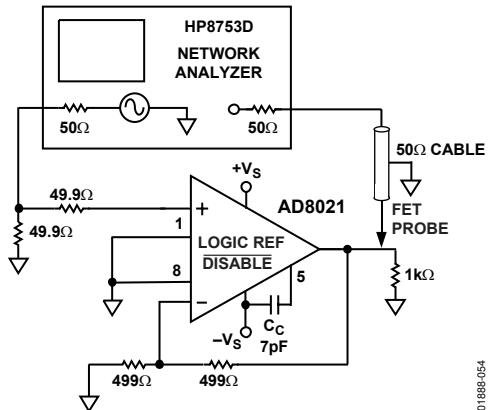 HP8753D
NETWORK
ANALYZER
50Ω
50Ω
50Ω CABLE
+VS
AD8021
FET
PROBE
49.9Ω
49.9Ω
+
1
LOGIC REF
DISABLE
8
5
–
1kΩ
–VS
CC
7pF
499Ω
499Ω
01888-054